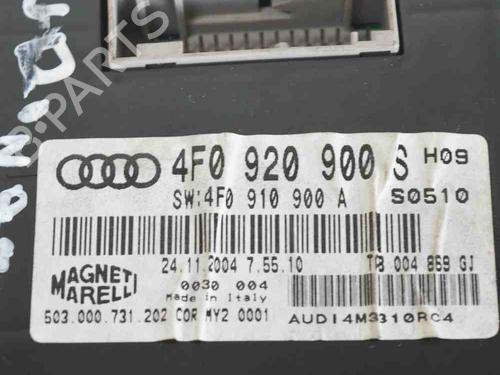 B-PARTS
4F0 920 900 S H09
SW:4F0 910 900 A S0510
24.11.2004 7.55.10 TB 004 859 GJ
MAGNETI MARELLI
0030 004
Made in Italy
503.000.731.202 COR MY2 0001
AUDI4M3310RC4